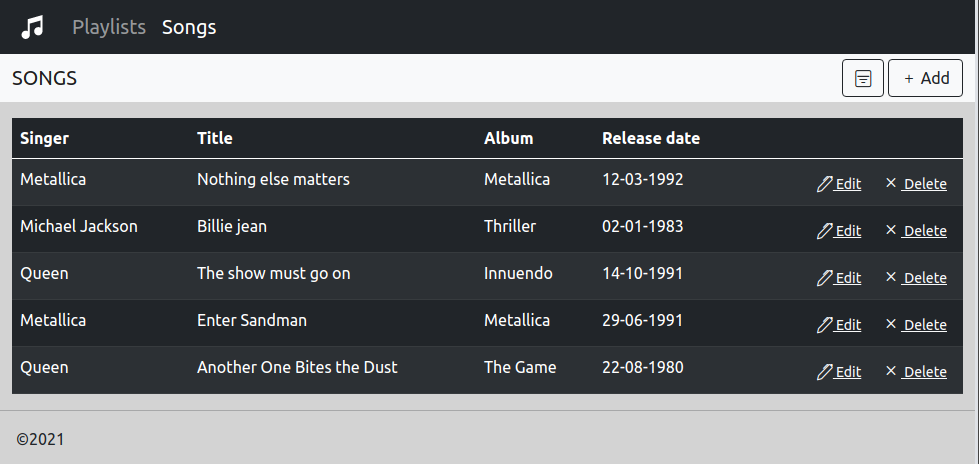 Playlists Songs
SONGS
+ Add
Singer Title Album Release date
Metallica Nothing else matters Metallica 12-03-1992 Edit × Delete
Michael Jackson Billie jean Thriller 02-01-1983 Edit × Delete
Queen The show must go on Innuendo 14-10-1991 Edit × Delete
Metallica Enter Sandman Metallica 29-06-1991 Edit × Delete
Queen Another One Bites the Dust The Game 22-08-1980 Edit × Delete
©2021